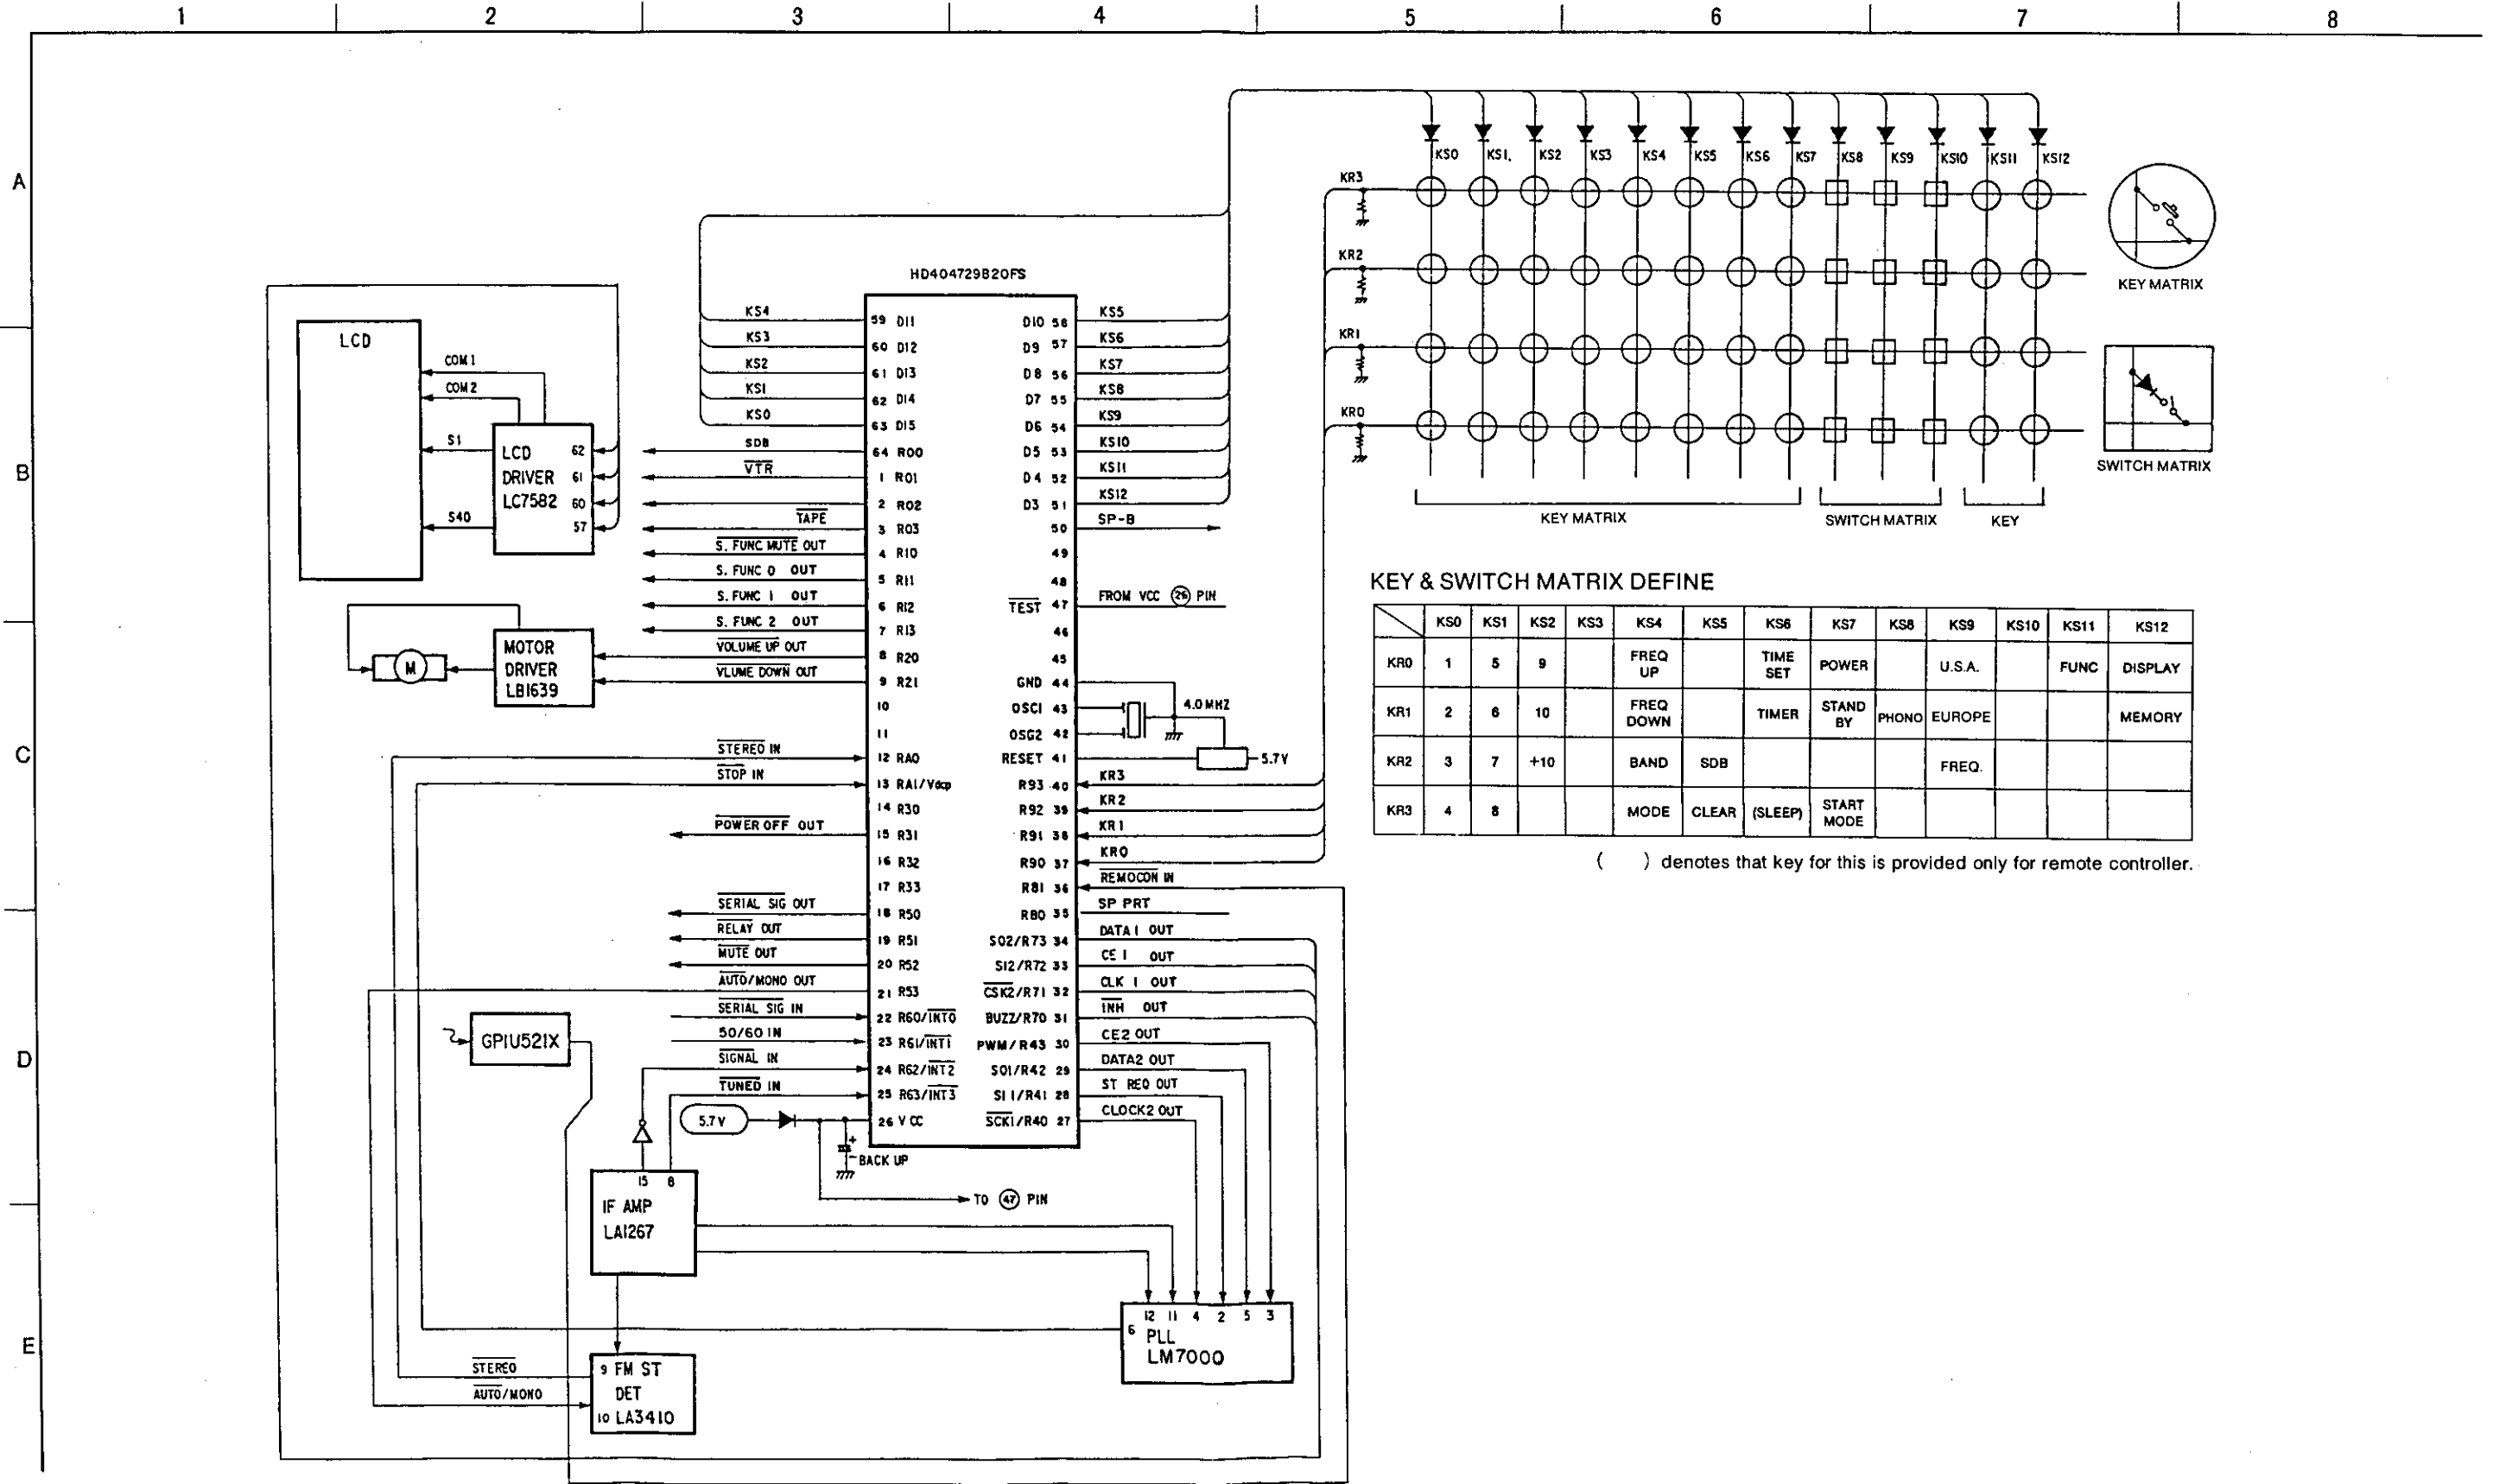 1 2 3 4 5 6 7 8
A
B
C
D
E
HD404729B20FS
KS4 59 D11
KS3 60 D12
KS2 61 D13
KS1 62 D14
KS0 63 D15
SDB 64 R00
VTR 1 R01
2 R02
TAPE 3 R03
S. FUNC MUTE OUT 4 R10
S. FUNC 0 OUT 5 R11
S. FUNC 1 OUT 6 R12
S. FUNC 2 OUT 7 R13
VOLUME UP OUT 8 R20
VLUME DOWN OUT 9 R21
10
11
STEREO IN 12 RA0
STOP IN 13 RA1/Vdcp
14 R30
POWER OFF OUT 15 R31
16 R32
17 R33
SERIAL SIG OUT 18 R50
RELAY OUT 19 R51
MUTE OUT 20 R52
AUTO/MONO OUT 21 R53
SERIAL SIG IN 22 R60/INT0
50/60 IN 23 R61/INT1
SIGNAL IN 24 R62/INT2
TUNED IN 25 R63/INT3
5.7V 26 VCC
+
- BACK UP
TO 47 PIN
D10 58 KS5
D9 57 KS6
D8 56 KS7
D7 55 KS8
D6 54 KS9
D5 53 KS10
D4 52 KS11
D3 51 KS12
50 SP-B
49
48
TEST 47 FROM VCC 26 PIN
46
45
GND 44
OSC1 43 4.0MHZ
OSG2 42
RESET 41 5.7V
R93 40 KR3
R92 39 KR2
R91 38 KR1
R90 37 KR0
R81 36 REMOCON IN
R80 35 SP PRT
SO2/R73 34 DATA1 OUT
SI2/R72 33 CE 1 OUT
CSK2/R71 32 CLK 1 OUT
BUZZ/R70 31 INH OUT
PWM/R43 30 CE2 OUT
SO1/R42 29 DATA2 OUT
SI1/R41 28 ST REQ OUT
SCK1/R40 27 CLOCK2 OUT
LCD
COM 1
COM 2
S1
S40
LCD 62
DRIVER 61
LC7582 60
57
M
MOTOR
DRIVER
LB1639
GP1U521X
15 8
IF AMP
LA1267
STEREO
AUTO/MONO
9 FM ST
DET
10 LA3410
12 11 4 2 5 3
6 PLL
LM7000
KS0 KS1. KS2 KS3 KS4 KS5 KS6 KS7 KS8 KS9 KS10 KS11 KS12
KR3
KR2
KR1
KR0
KEY MATRIX SWITCH MATRIX KEY
KEY MATRIX
SWITCH MATRIX
KEY & SWITCH MATRIX DEFINE
KS0 KS1 KS2 KS3 KS4 KS5 KS6 KS7 KS8 KS9 KS10 KS11 KS12
KR0 1 5 9 FREQ UP TIME SET POWER U.S.A. FUNC DISPLAY
KR1 2 6 10 FREQ DOWN TIMER STAND BY PHONO EUROPE MEMORY
KR2 3 7 +10 BAND SDB FREQ.
KR3 4 8 MODE CLEAR (SLEEP) START MODE
( ) denotes that key for this is provided only for remote controller.